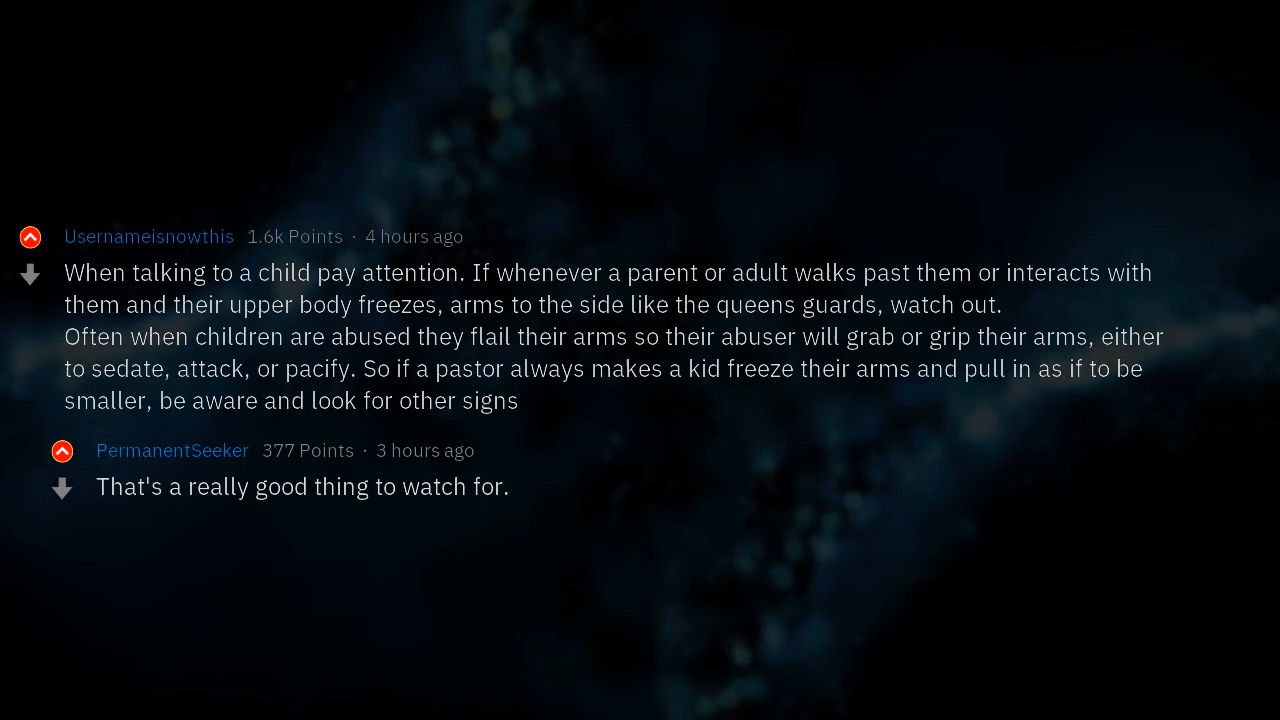 Usernameisnowthis 1.6k Points · 4 hours ago
When talking to a child pay attention. If whenever a parent or adult walks past them or interacts with
them and their upper body freezes, arms to the side like the queens guards, watch out.
Often when children are abused they flail their arms so their abuser will grab or grip their arms, either
to sedate, attack, or pacify. So if a pastor always makes a kid freeze their arms and pull in as if to be
smaller, be aware and look for other signs
PermanentSeeker 377 Points · 3 hours ago
That's a really good thing to watch for.